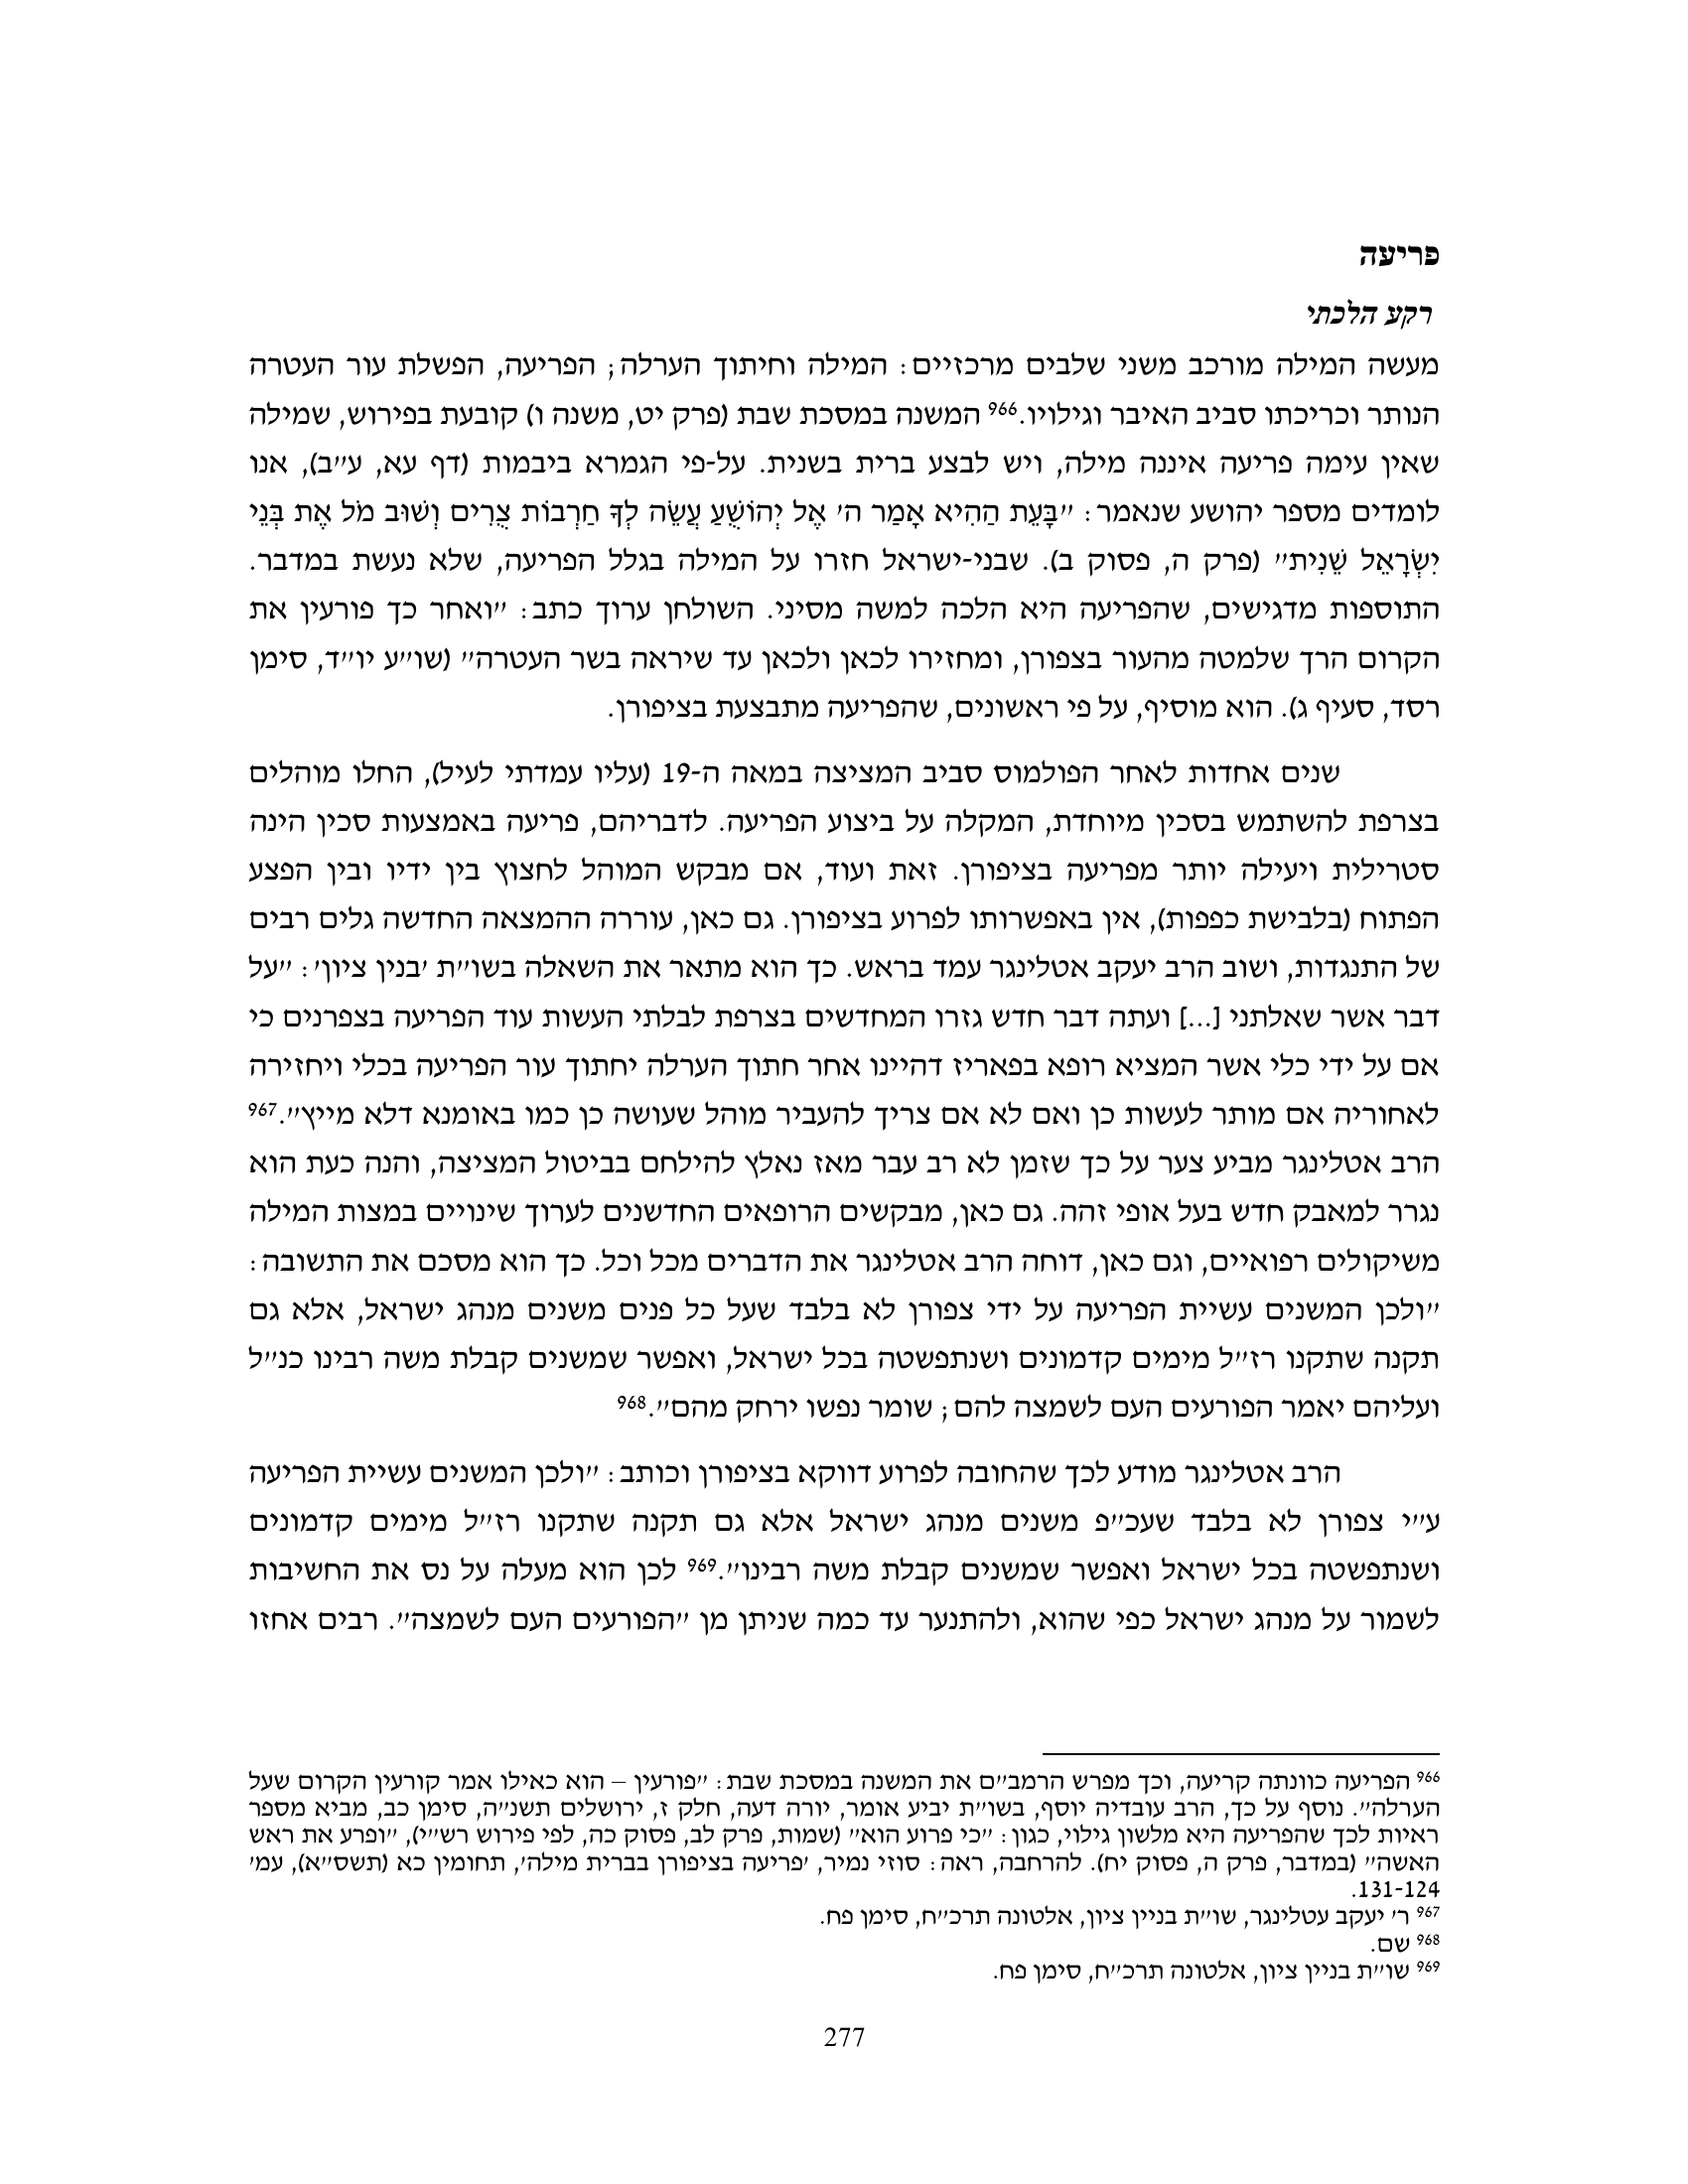 פריעה
רקע הלכתי
מעשה המילה מורכב משני שלבים מרכזיים: המילה וחיתוך הערלה; הפריעה, הפשלת עור העטרה
הנותר וכריכתו סביב האיבר וגילויו.966 המשנה במסכת שבת (פרק יט, משנה ו) קובעת בפירוש, שמילה
שאין עימה פריעה איננה מילה, ויש לבצע ברית בשנית. על-פי הגמרא ביבמות (דף עא, ע״ב), אנו
לומדים מספר יהושע שנאמר: ״בָּעֵת הַהִיא אָמַר ה׳ אֶל יְהוֹשֻׁעַ עֲשֵׂה לְךָ חַרְבוֹת צֻרִים וְשׁוּב מֹל אֶת בְּנֵי
יִשְׂרָאֵל שֵׁנִית״ (פרק ה, פסוק ב). שבני-ישראל חזרו על המילה בגלל הפריעה, שלא נעשת במדבר.
התוספות מדגישים, שהפריעה היא הלכה למשה מסיני. השולחן ערוך כתב: ״ואחר כך פורעין את
הקרום הרך שלמטה מהעור בצפורן, ומחזירו לכאן ולכאן עד שיראה בשר העטרה״ (שו״ע יו״ד, סימן
רסד, סעיף ג). הוא מוסיף, על פי ראשונים, שהפריעה מתבצעת בציפורן.
שנים אחדות לאחר הפולמוס סביב המציצה במאה ה-19 (עליו עמדתי לעיל), החלו מוהלים
בצרפת להשתמש בסכין מיוחדת, המקלה על ביצוע הפריעה. לדבריהם, פריעה באמצעות סכין הינה
סטרילית ויעילה יותר מפריעה בציפורן. זאת ועוד, אם מבקש המוהל לחצוץ בין ידיו ובין הפצע
הפתוח (בלבישת כפפות), אין באפשרותו לפרוע בציפורן. גם כאן, עוררה ההמצאה החדשה גלים רבים
של התנגדות, ושוב הרב יעקב אטלינגר עמד בראש. כך הוא מתאר את השאלה בשו״ת ׳בנין ציון׳: ״על
דבר אשר שאלתני [...] ועתה דבר חדש גזרו המחדשים בצרפת לבלתי העשות עוד הפריעה בצפרנים כי
אם על ידי כלי אשר המציא רופא בפאריז דהיינו אחר חתוך הערלה יחתוך עור הפריעה בכלי ויחזירה
לאחוריה אם מותר לעשות כן ואם לא אם צריך להעביר מוהל שעושה כן כמו באומנא דלא מייץ״.967
הרב אטלינגר מביע צער על כך שזמן לא רב עבר מאז נאלץ להילחם בביטול המציצה, והנה כעת הוא
נגרר למאבק חדש בעל אופי זהה. גם כאן, מבקשים הרופאים החדשנים לערוך שינויים במצות המילה
משיקולים רפואיים, וגם כאן, דוחה הרב אטלינגר את הדברים מכל וכל. כך הוא מסכם את התשובה:
״ולכן המשנים עשיית הפריעה על ידי צפורן לא בלבד שעל כל פנים משנים מנהג ישראל, אלא גם
תקנה שתקנו רז״ל מימים קדמונים ושנתפשטה בכל ישראל, ואפשר שמשנים קבלת משה רבינו כנ״ל
ועליהם יאמר הפורעים העם לשמצה להם; שומר נפשו ירחק מהם״.968
הרב אטלינגר מודע לכך שהחובה לפרוע דווקא בציפורן וכותב: ״ולכן המשנים עשיית הפריעה
ע״י צפורן לא בלבד שעכ״פ משנים מנהג ישראל אלא גם תקנה שתקנו רז״ל מימים קדמונים
ושנתפשטה בכל ישראל ואפשר שמשנים קבלת משה רבינו״.969 לכן הוא מעלה על נס את החשיבות
לשמור על מנהג ישראל כפי שהוא, ולהתנער עד כמה שניתן מן ״הפורעים העם לשמצה״. רבים אחזו
966 הפריעה כוונתה קריעה, וכך מפרש הרמב״ם את המשנה במסכת שבת: ״פורעין – הוא כאילו אמר קורעין הקרום שעל
הערלה״. נוסף על כך, הרב עובדיה יוסף, בשו״ת יביע אומר, יורה דעה, חלק ז, ירושלים תשנ״ה, סימן כב, מביא מספר
ראיות לכך שהפריעה היא מלשון גילוי, כגון: ״כי פרוע הוא״ (שמות, פרק לב, פסוק כה, לפי פירוש רש״י), ״ופרע את ראש
האשה״ (במדבר, פרק ה, פסוק יח). להרחבה, ראה: סוזי נמיר, ׳פריעה בציפורן בברית מילה׳, תחומין כא (תשס״א), עמ׳
131-124.
967 ר׳ יעקב עטלינגר, שו״ת בניין ציון, אלטונה תרכ״ח, סימן פח.
968 שם.
969 שו״ת בניין ציון, אלטונה תרכ״ח, סימן פח.
277